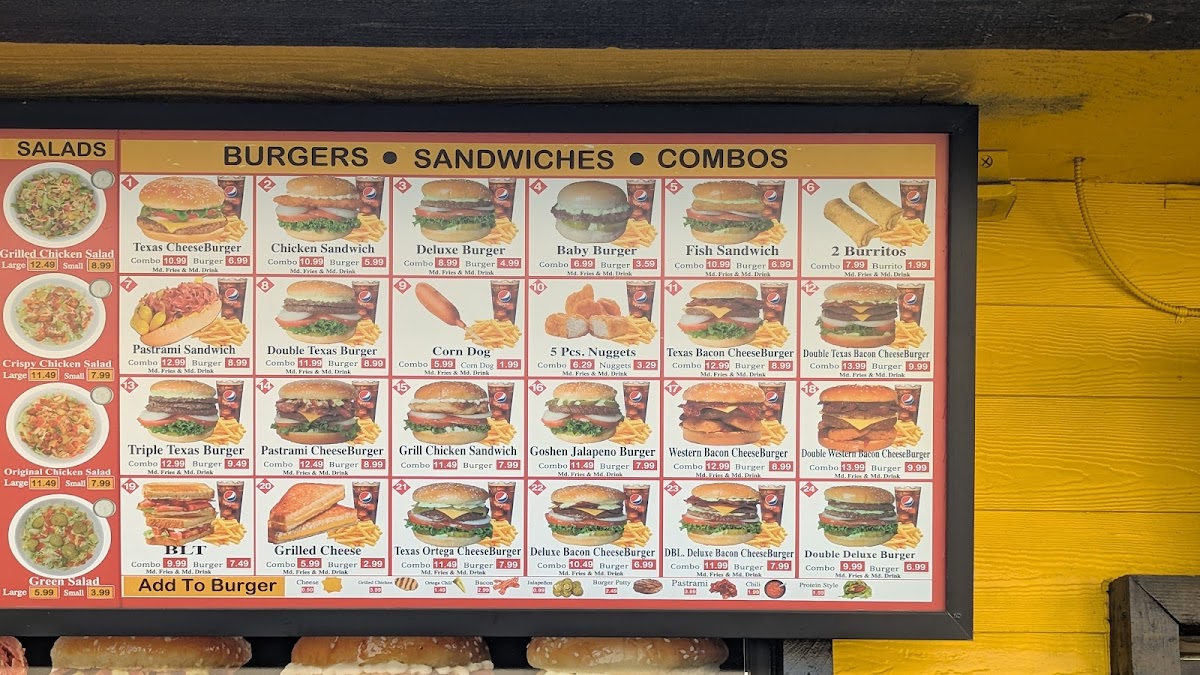 SALADS
Grilled Chicken Salad
Large 12.49 Small 8.99
Crispy Chicken Salad
Large 11.49 Small 7.99
Original Chicken Salad
Large 11.49 Small 7.99
Green Salad
Large 5.99 Small 3.99
BURGERS • SANDWICHES • COMBOS
1
Texas CheeseBurger
Combo 10.99 Burger 6.99
Md. Fries & Md. Drink
2
Chicken Sandwich
Combo 10.99 Burger 5.99
Md. Fries & Md. Drink
3
Deluxe Burger
Combo 8.99 Burger 4.99
Md. Fries & Md. Drink
4
Baby Burger
Combo 6.99 Burger 3.59
Md. Fries & Md. Drink
5
Fish Sandwich
Combo 10.99 Burger 6.99
Md. Fries & Md. Drink
6
2 Burritos
Combo 7.99 Burrito 1.99
Md. Fries & Md. Drink
7
Pastrami Sandwich
Combo 12.99 Burger 8.99
Md. Fries & Md. Drink
8
Double Texas Burger
Combo 11.99 Burger 8.99
Md. Fries & Md. Drink
9
Corn Dog
Combo 5.99 Corn Dog 1.99
Md. Fries & Md. Drink
10
5 Pcs. Nuggets
Combo 6.29 Nuggets 3.29
Md. Fries & Md. Drink
11
Texas Bacon CheeseBurger
Combo 12.99 Burger 8.99
Md. Fries & Md. Drink
12
Double Texas Bacon CheeseBurger
Combo 13.99 Burger 9.99
Md. Fries & Md. Drink
13
Triple Texas Burger
Combo 12.99 Burger 9.49
Md. Fries & Md. Drink
14
Pastrami CheeseBurger
Combo 12.49 Burger 8.99
Md. Fries & Md. Drink
15
Grill Chicken Sandwich
Combo 11.49 Burger 7.99
Md. Fries & Md. Drink
16
Goshen Jalapeno Burger
Combo 11.49 Burger 7.99
Md. Fries & Md. Drink
17
Western Bacon CheeseBurger
Combo 12.99 Burger 8.99
Md. Fries & Md. Drink
18
Double Western Bacon CheeseBurger
Combo 13.99 Burger 9.99
Md. Fries & Md. Drink
19
BLT
Combo 9.99 Burger 7.49
Md. Fries & Md. Drink
20
Grilled Cheese
Combo 5.99 Burger 2.99
Md. Fries & Md. Drink
21
Texas Ortega CheeseBurger
Combo 11.49 Burger 7.99
Md. Fries & Md. Drink
22
Deluxe Bacon CheeseBurger
Combo 10.49 Burger 6.99
Md. Fries & Md. Drink
23
DBL. Deluxe Bacon CheeseBurger
Combo 11.99 Burger 7.99
Md. Fries & Md. Drink
24
Double Deluxe Burger
Combo 9.99 Burger 6.99
Md. Fries & Md. Drink
Add To Burger
Cheese
Grilled Chicken
Ortega Chili
Bacon
Jalapeños
Burger Patty
Pastrami
Chili
Protein Style